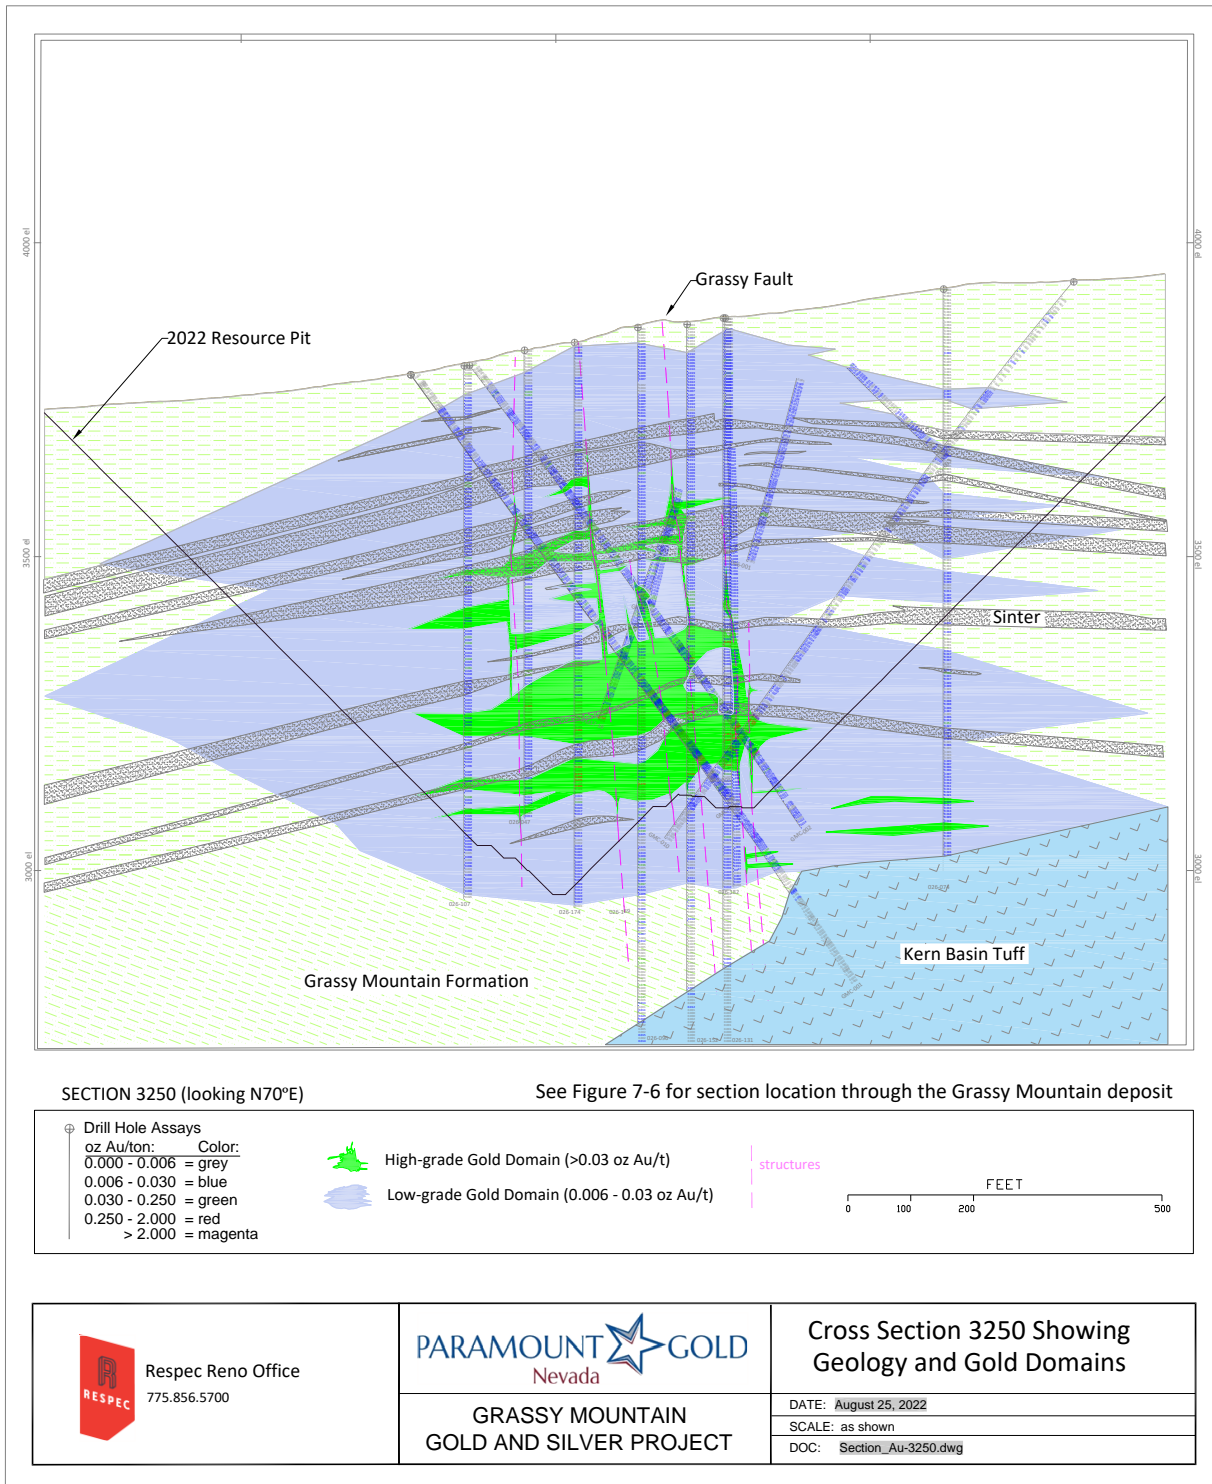 4000 el
4000 el
Grassy Fault
2022 Resource Pit
3500 el
3500 el
Sinter
3000 el
3000 el
026-107
026-174
026-131
Kern Basin Tuff
Grassy Mountain Formation
SECTION 3250 (looking N70ºE)
See Figure 7-6 for section location through the Grassy Mountain deposit
Drill Hole Assays
oz Au/ton: Color:
0.000 - 0.006 = grey
0.006 - 0.030 = blue
0.030 - 0.250 = green
0.250 - 2.000 = red
> 2.000 = magenta
High-grade Gold Domain (>0.03 oz Au/t)
Low-grade Gold Domain (0.006 - 0.03 oz Au/t)
structures
FEET
0 100 200 500
RESPEC
Respec Reno Office
775.856.5700
PARAMOUNT GOLD
Nevada
GRASSY MOUNTAIN
GOLD AND SILVER PROJECT
Cross Section 3250 Showing
Geology and Gold Domains
DATE: August 25, 2022
SCALE: as shown
DOC: Section_Au-3250.dwg